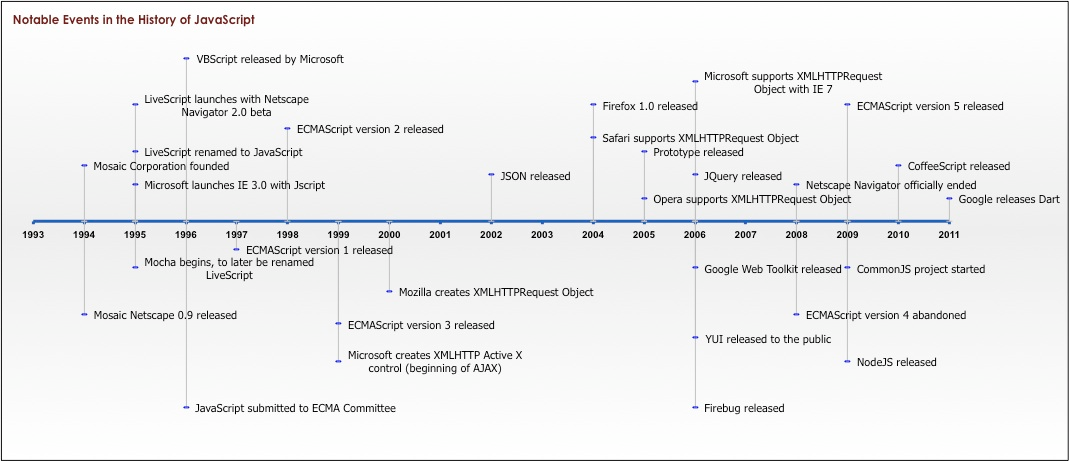 Notable Events in the History of JavaScript
VBScript released by Microsoft
Microsoft supports XMLHTTPRequest
Object with IE 7
LiveScript launches with Netscape
Navigator 2.0 beta
Firefox 1.0 released
ECMAScript version 5 released
ECMAScript version 2 released
Safari supports XMLHTTPRequest Object
LiveScript renamed to JavaScript
Prototype released
Mosaic Corporation founded
CoffeeScript released
JSON released
JQuery released
Microsoft launches IE 3.0 with Jscript
Netscape Navigator officially ended
Opera supports XMLHTTPRequest Object
Google releases Dart
1993 1994 1995 1996 1997 1998 1999 2000 2001 2002 2003 2004 2005 2006 2007 2008 2009 2010 2011
ECMAScript version 1 released
Mocha begins, to later be renamed
LiveScript
Google Web Toolkit released
CommonJS project started
Mozilla creates XMLHTTPRequest Object
Mosaic Netscape 0.9 released
ECMAScript version 4 abandoned
ECMAScript version 3 released
YUI released to the public
Microsoft creates XMLHTTP Active X
control (beginning of AJAX)
NodeJS released
JavaScript submitted to ECMA Committee
Firebug released